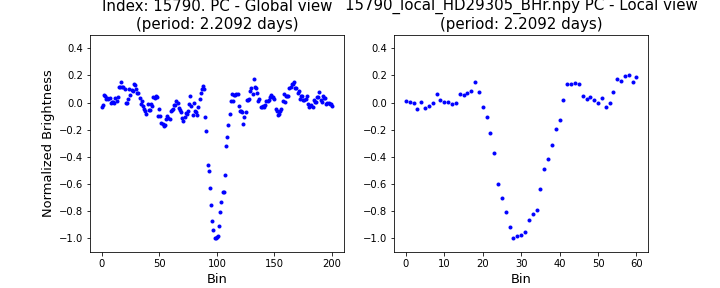 Index: 15790. PC - Global view
(period: 2.2092 days)
15790_local_HD29305_BHr.npy PC - Local view
(period: 2.2092 days)
Normalized Brightness
0.4
0.2
0.0
−0.2
−0.4
−0.6
−0.8
−1.0
0 50 100 150 200
Bin
0.4
0.2
0.0
−0.2
−0.4
−0.6
−0.8
−1.0
0 20 40 60
Bin